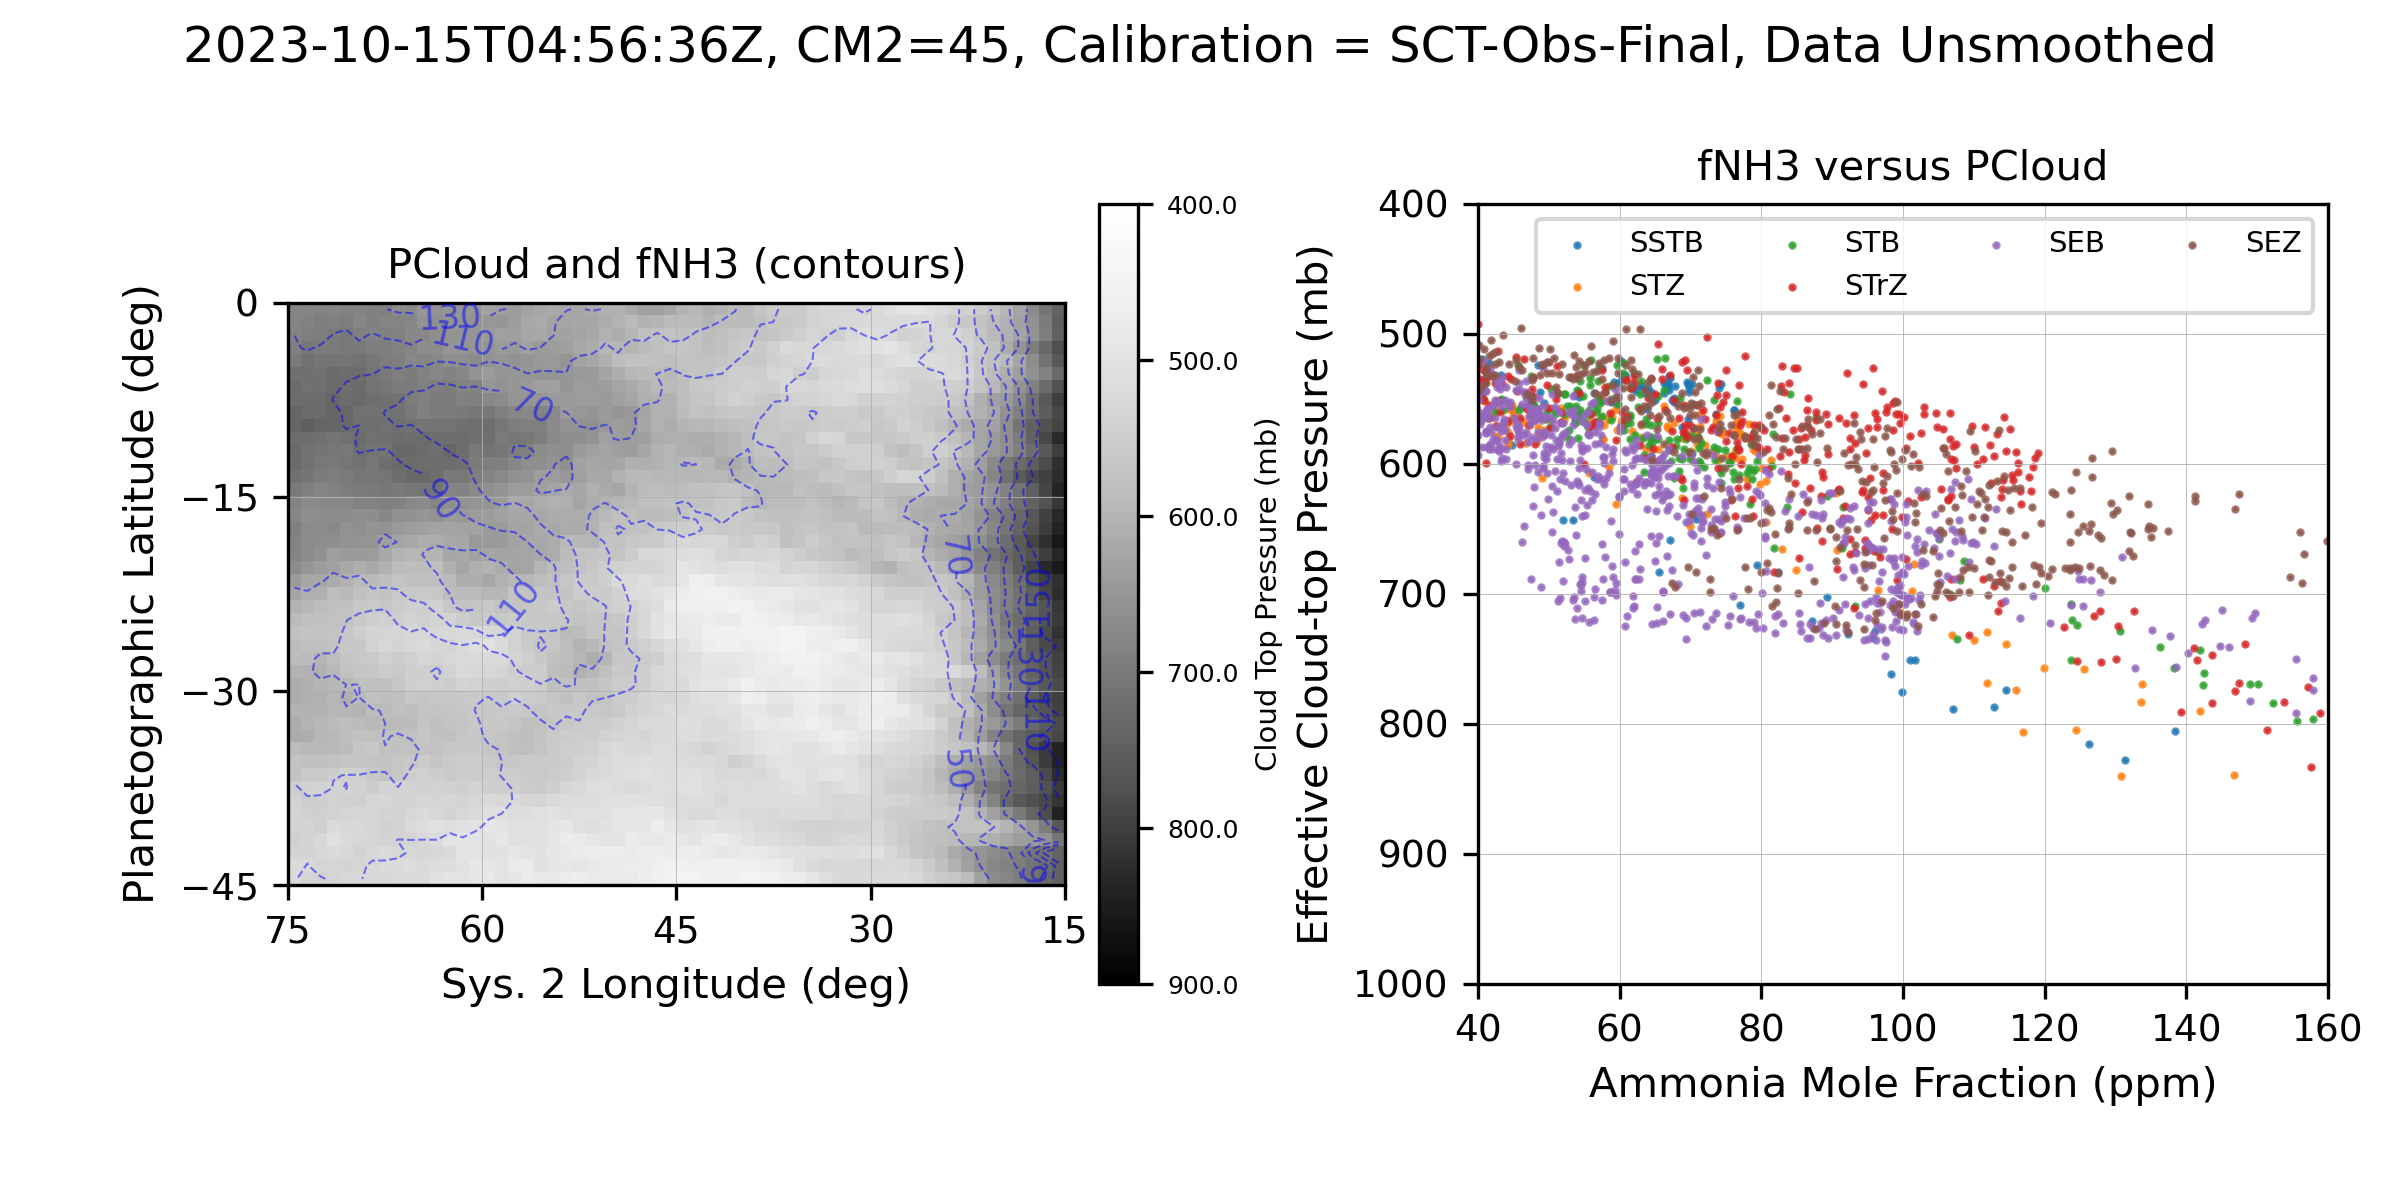 2023-10-15T04:56:36Z, CM2=45, Calibration = SCT-Obs-Final, Data Unsmoothed
PCloud and fNH3 (contours)
Planetographic Latitude (deg)
0
−15
−30
−45
75
60
45
30
15
Sys. 2 Longitude (deg)
130
110
70
90
110
70
50
150
130
110
400.0
500.0
600.0
700.0
800.0
900.0
Cloud Top Pressure (mb)
fNH3 versus PCloud
Effective Cloud-top Pressure (mb)
400
500
600
700
800
900
1000
SSTB
STB
SEB
SEZ
STZ
STrZ
40
60
80
100
120
140
160
Ammonia Mole Fraction (ppm)